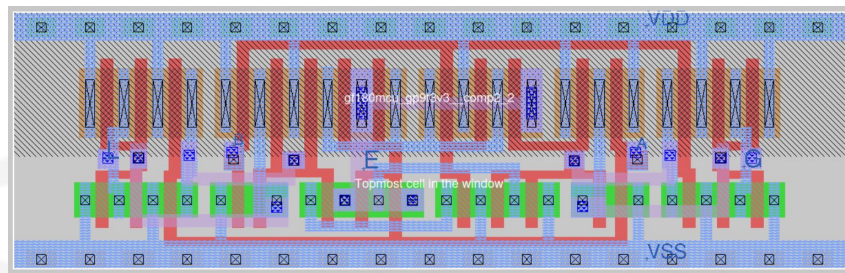 VDD
gf180mcu_gp9t3v3__comp2_2
L
B
E
A
G
Topmost cell in the window
VSS